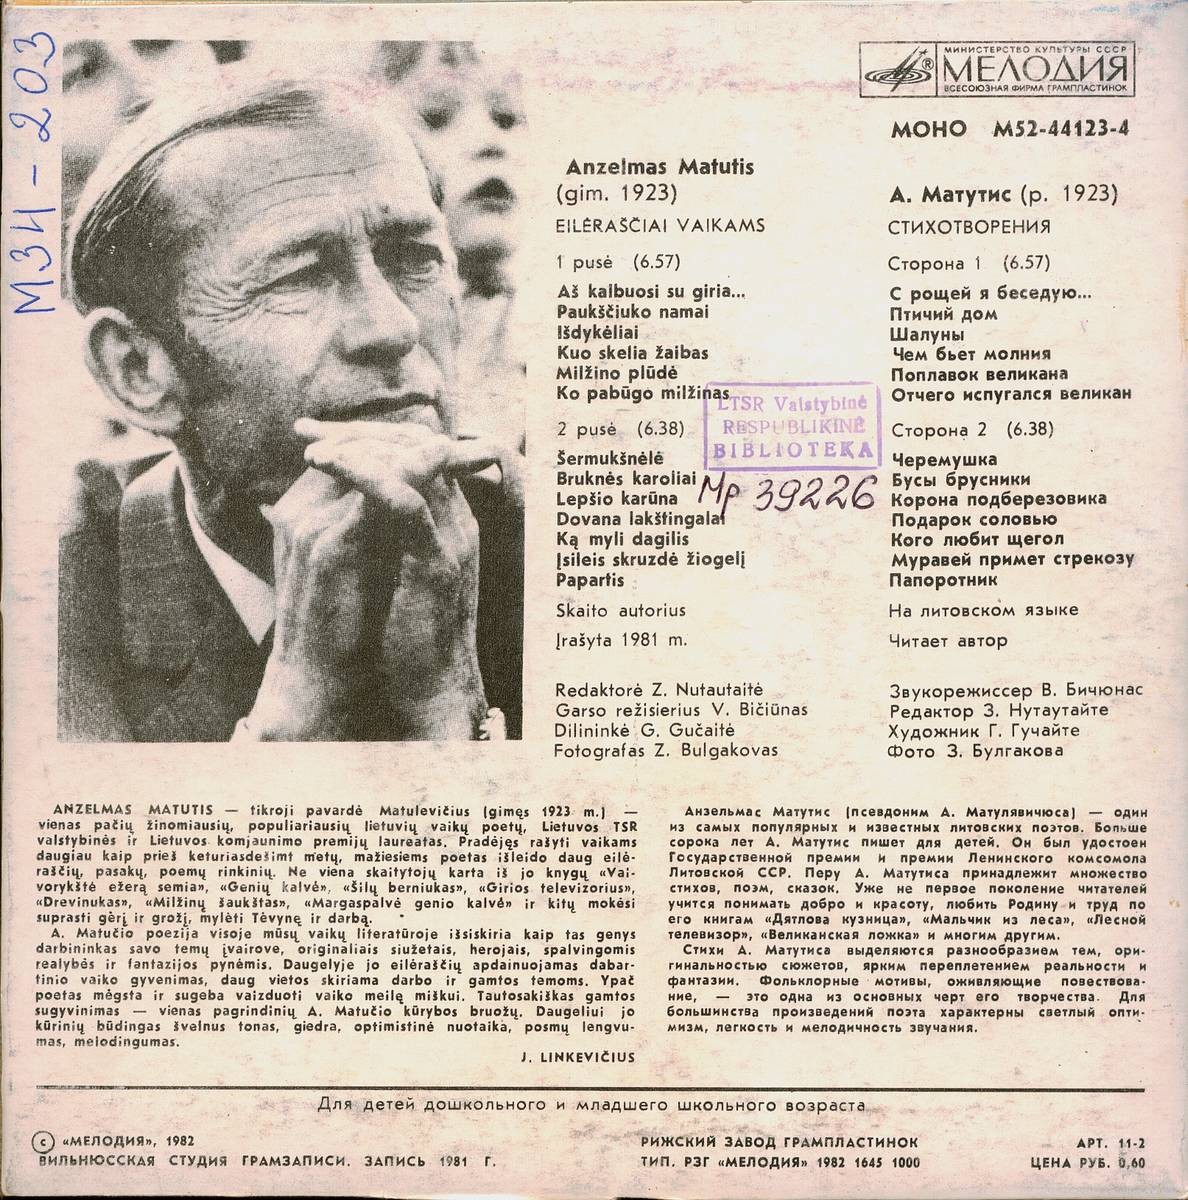 МЗИ - 203
МИНИСТЕРСТВО КУЛЬТУРЫ СССР
МЕЛОДИЯ
ВСЕСОЮЗНАЯ ФИРМА ГРАМПЛАСТИНОК
МОНО М52-44123-4
Anzelmas Matutis
(gim. 1923)
EILĖRAŠČIAI VAIKAMS
1 pusė (6.57)
Aš kalbuosi su giria...
Paukščiuko namai
Išdykėliai
Kuo skelia žaibas
Milžino plūdė
Ko pabūgo milžinas
2 pusė (6.38)
Šermukšnėlė
Bruknės karoliai
Lepšio karūna
Dovana lakštingalai
Ką myli dagilis
Įsileis skruzdė žiogelį
Papartis
Skaito autorius
Įrašyta 1981 m.
Redaktorė Z. Nutautaitė
Garso režisierius V. Bičiūnas
Dilininkė G. Gučaitė
Fotografas Z. Bulgakovas
А. Матутис (р. 1923)
СТИХОТВОРЕНИЯ
Сторона 1 (6.57)
С рощей я беседую...
Птичий дом
Шалуны
Чем бьет молния
Поплавок великана
Отчего испугался великан
Сторона 2 (6.38)
Черемушка
Бусы брусники
Корона подберезовика
Подарок соловью
Кого любит щегол
Муравей примет стрекозу
Папоротник
На литовском языке
Читает автор
Звукорежиссер В. Бичюнас
Редактор З. Нутаутайте
Художник Г. Гучайте
Фото З. Булгакова
LTSR Valstybinė
RESPUBLIKINĖ
BIBLIOTEKA
Мр 39226
ANZELMAS MATUTIS — tikroji pavardė Matulevičius (gimęs 1923 m.) —
vienas pačių žinomiausių, populiariausių lietuvių vaikų poetų, Lietuvos TSR
valstybinės ir Lietuvos komjaunimo premijų laureatas. Pradėjęs rašyti vaikams
daugiau kaip prieš keturiasdešimt metų, mažiesiems poetas išleido daug eilė-
raščių, pasakų, poemų rinkinių. Ne viena skaitytojų karta iš jo knygų «Vai-
vorykštė ežerą semia», «Genių kalvė», «Šilų berniukas», «Girios televizorius»,
«Drevinukas», «Milžinų šaukštas», «Margaspalvė genio kalvė» ir kitų mokėsi
suprasti gėrį ir grožį, mylėti Tėvynę ir darbą.
A. Matučio poezija visoje mūsų vaikų literatūroje išsiskiria kaip tas genys
darbininkas savo temų įvairove, originaliais siužetais, herojais, spalvingomis
realybės ir fantazijos pynėmis. Daugelyje jo eilėraščių apdainuojamas dabar-
tinio vaiko gyvenimas, daug vietos skiriama darbo ir gamtos temoms. Ypač
poetas mėgsta ir sugeba vaizduoti vaiko meilę miškui. Tautosakiškas gamtos
sugyvinimas — vienas pagrindinių A. Matučio kūrybos bruožų. Daugeliui jo
kūrinių būdingas švelnus tonas, giedra, optimistinė nuotaika, posmų lengvu-
mas, melodingumas.
J. LINKEVIČIUS
Анзельмас Матутис (псевдоним А. Матулявичюса) — один
из самых популярных и известных литовских поэтов. Больше
сорока лет А. Матутис пишет для детей. Он был удостоен
Государственной премии и премии Ленинского комсомола
Литовской ССР. Перу А. Матутиса принадлежит множество
стихов, поэм, сказок. Уже не первое поколение читателей
учится понимать добро и красоту, любить Родину и труд по
его книгам «Дятлова кузница», «Мальчик из леса», «Лесной
телевизор», «Великанская ложка» и многим другим.
Стихи А. Матутиса выделяются разнообразием тем, ори-
гинальностью сюжетов, ярким переплетением реальности и
фантазии. Фольклорные мотивы, оживляющие повествова-
ние, — это одна из основных черт его творчества. Для
большинства произведений поэта характерны светлый опти-
мизм, легкость и мелодичность звучания.
Для детей дошкольного и младшего школьного возраста
© «МЕЛОДИЯ», 1982
ВИЛЬНЮССКАЯ СТУДИЯ ГРАМЗАПИСИ. ЗАПИСЬ 1981 Г.
РИЖСКИЙ ЗАВОД ГРАМПЛАСТИНОК
ТИП. РЗГ «МЕЛОДИЯ» 1982 1645 1000
АРТ. 11-2
ЦЕНА РУБ. 0,60